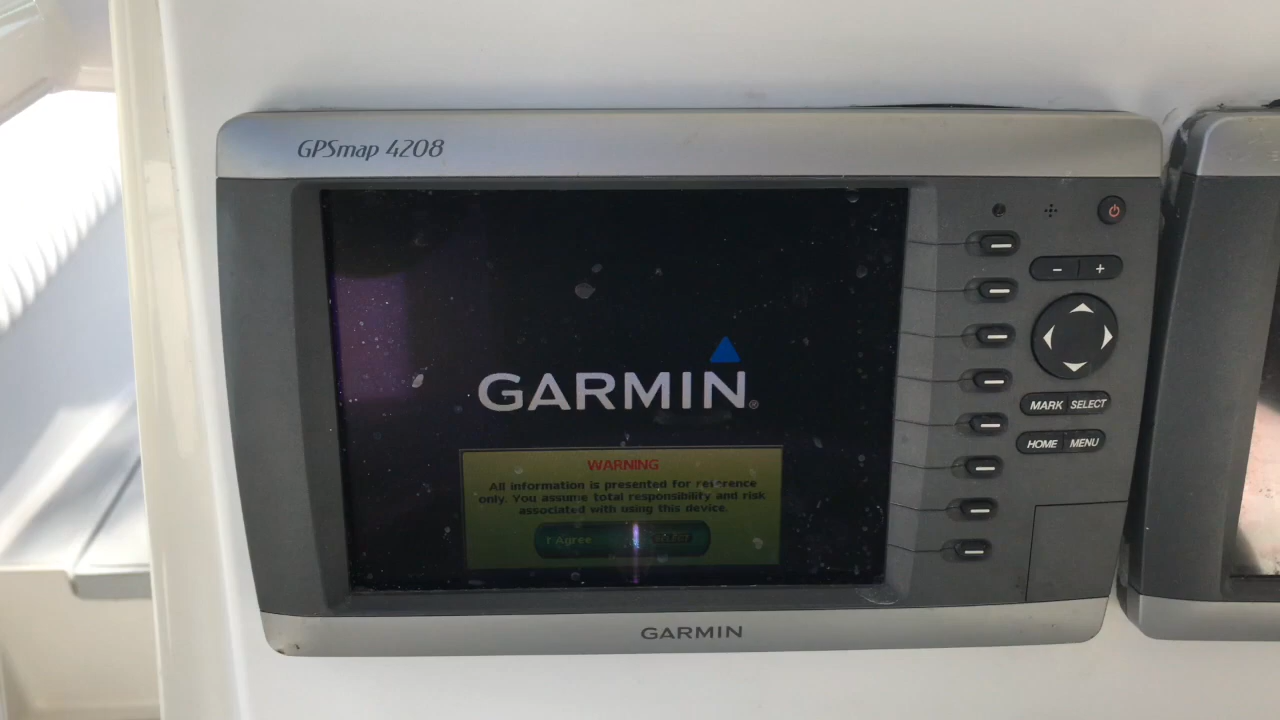 GPSmap 4208
GARMIN
WARNING
All information is presented for reference
only. You assume total responsibility and risk
associated with using this device.
I Agree
MARK SELECT
HOME MENU
GARMIN